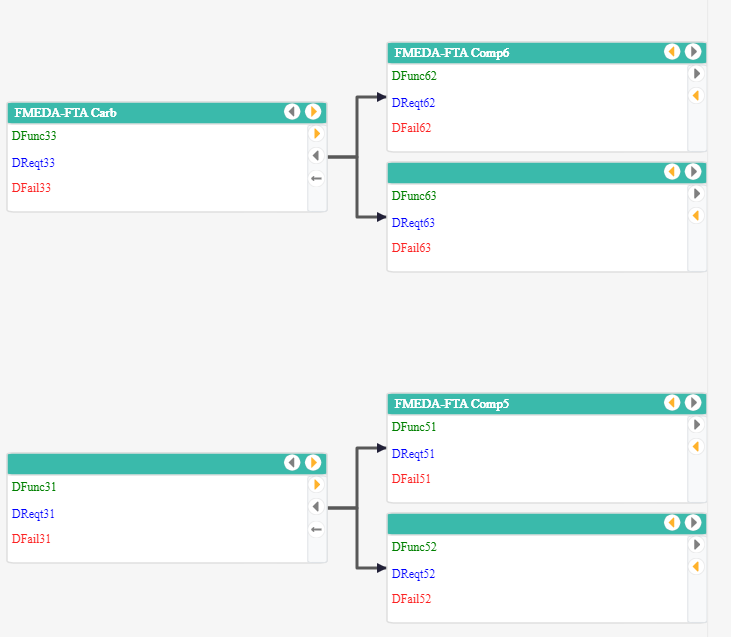 FMEDA-FTA Comp6
DFunc62
DReqt62
DFail62
FMEDA-FTA Carb
DFunc33
DReqt33
DFail33
DFunc63
DReqt63
DFail63
FMEDA-FTA Comp5
DFunc51
DReqt51
DFail51
DFunc31
DReqt31
DFail31
DFunc52
DReqt52
DFail52